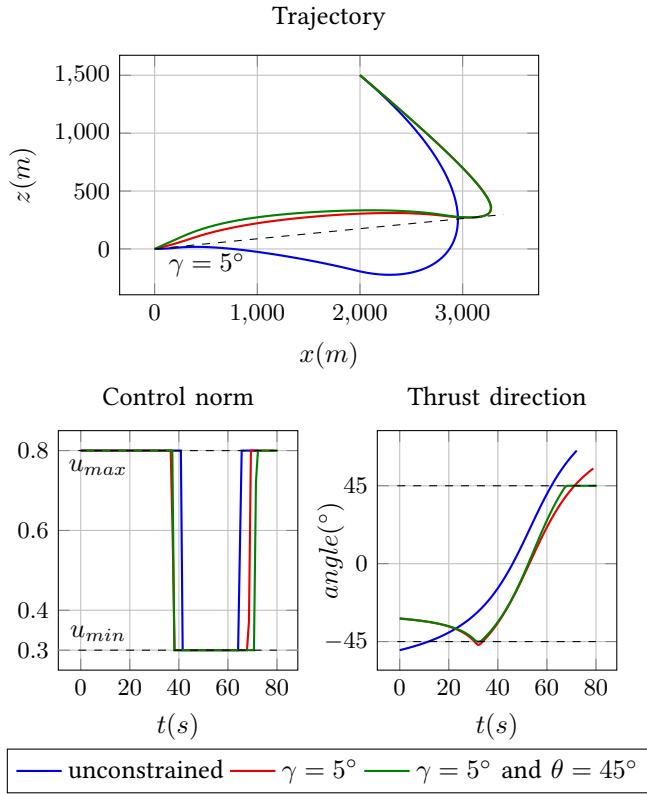 Trajectory
1,500
1,000
500
0
z(m)
γ = 5°
0 1,000 2,000 3,000
x(m)
Control norm
0.8
0.6
0.4
0.3
u_max
u_min
0 20 40 60 80
t(s)
Thrust direction
45
0
−45
angle(°)
0 20 40 60 80
t(s)
unconstrained γ = 5° γ = 5° and θ = 45°